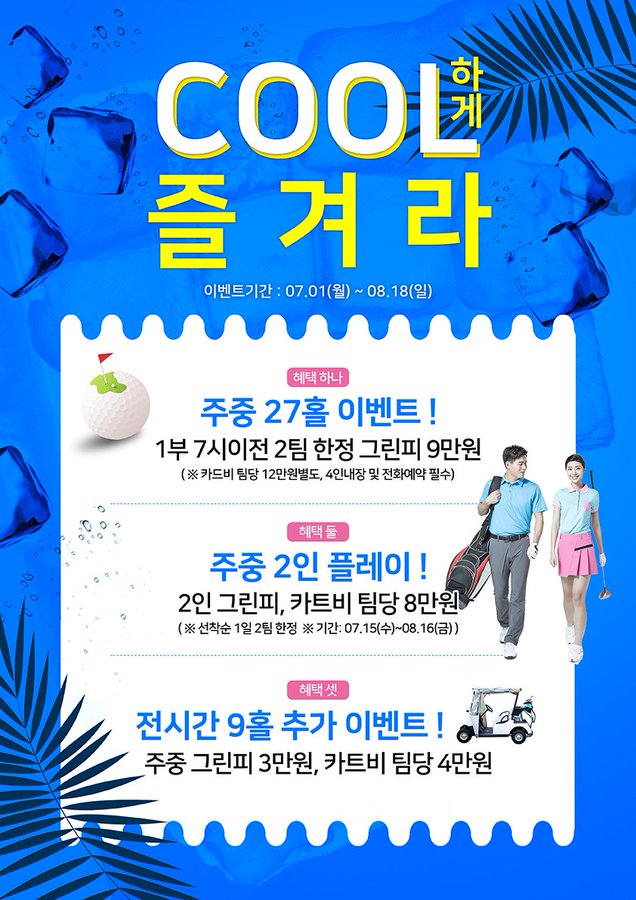 COOL하게
즐겨라
이벤트기간 : 07.01(월) ~ 08.18(일)
혜택 하나
주중 27홀 이벤트 !
1부 7시이전 2팀 한정 그린피 9만원
( ※ 카드비 팀당 12만원별도, 4인내장 및 전화예약 필수)
혜택 둘
주중 2인 플레이 !
2인 그린피, 카트비 팀당 8만원
( ※ 선착순 1일 2팀 한정 ※ 기간: 07.15(수)~08.16(금) )
혜택 셋
전시간 9홀 추가 이벤트 !
주중 그린피 3만원, 카트비 팀당 4만원